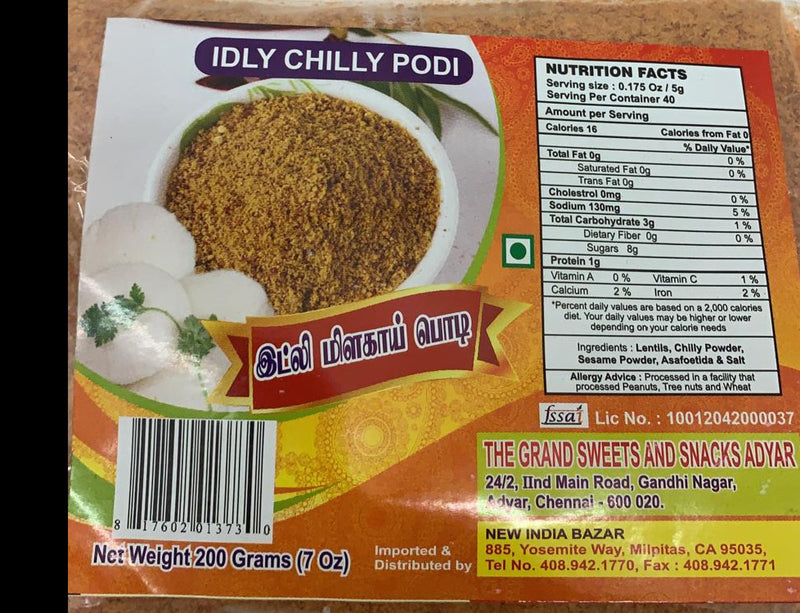 IDLY CHILLY PODI
இட்லி மிளகாய் பொடி
8 17602 01373 0
Net Weight 200 Grams (7 Oz)
NUTRITION FACTS
Serving size : 0.175 Oz / 5g
Serving Per Container 40
Amount per Serving
Calories 16 Calories from Fat 0
% Daily Value*
Total Fat 0g 0 %
Saturated Fat 0g 0 %
Trans Fat 0g
Cholestrol 0mg 0 %
Sodium 130mg 5 %
Total Carbohydrate 3g 1 %
Dietary Fiber 0g 0 %
Sugars 8g
Protein 1g
Vitamin A 0 % Vitamin C 1 %
Calcium 2 % Iron 2 %
*Percent daily values are based on a 2,000 calories
diet. Your daily values may be higher or lower
depending on your calorie needs
Ingredients : Lentils, Chilly Powder,
Sesame Powder, Asafoetida & Salt
Allergy Advice : Processed in a facility that
processed Peanuts, Tree nuts and Wheat
fssai Lic No. : 10012042000037
THE GRAND SWEETS AND SNACKS ADYAR
24/2, IInd Main Road, Gandhi Nagar,
Adyar, Chennai - 600 020.
Imported &
Distributed by
NEW INDIA BAZAR
885, Yosemite Way, Milpitas, CA 95035,
Tel No. 408.942.1770, Fax : 408.942.1771